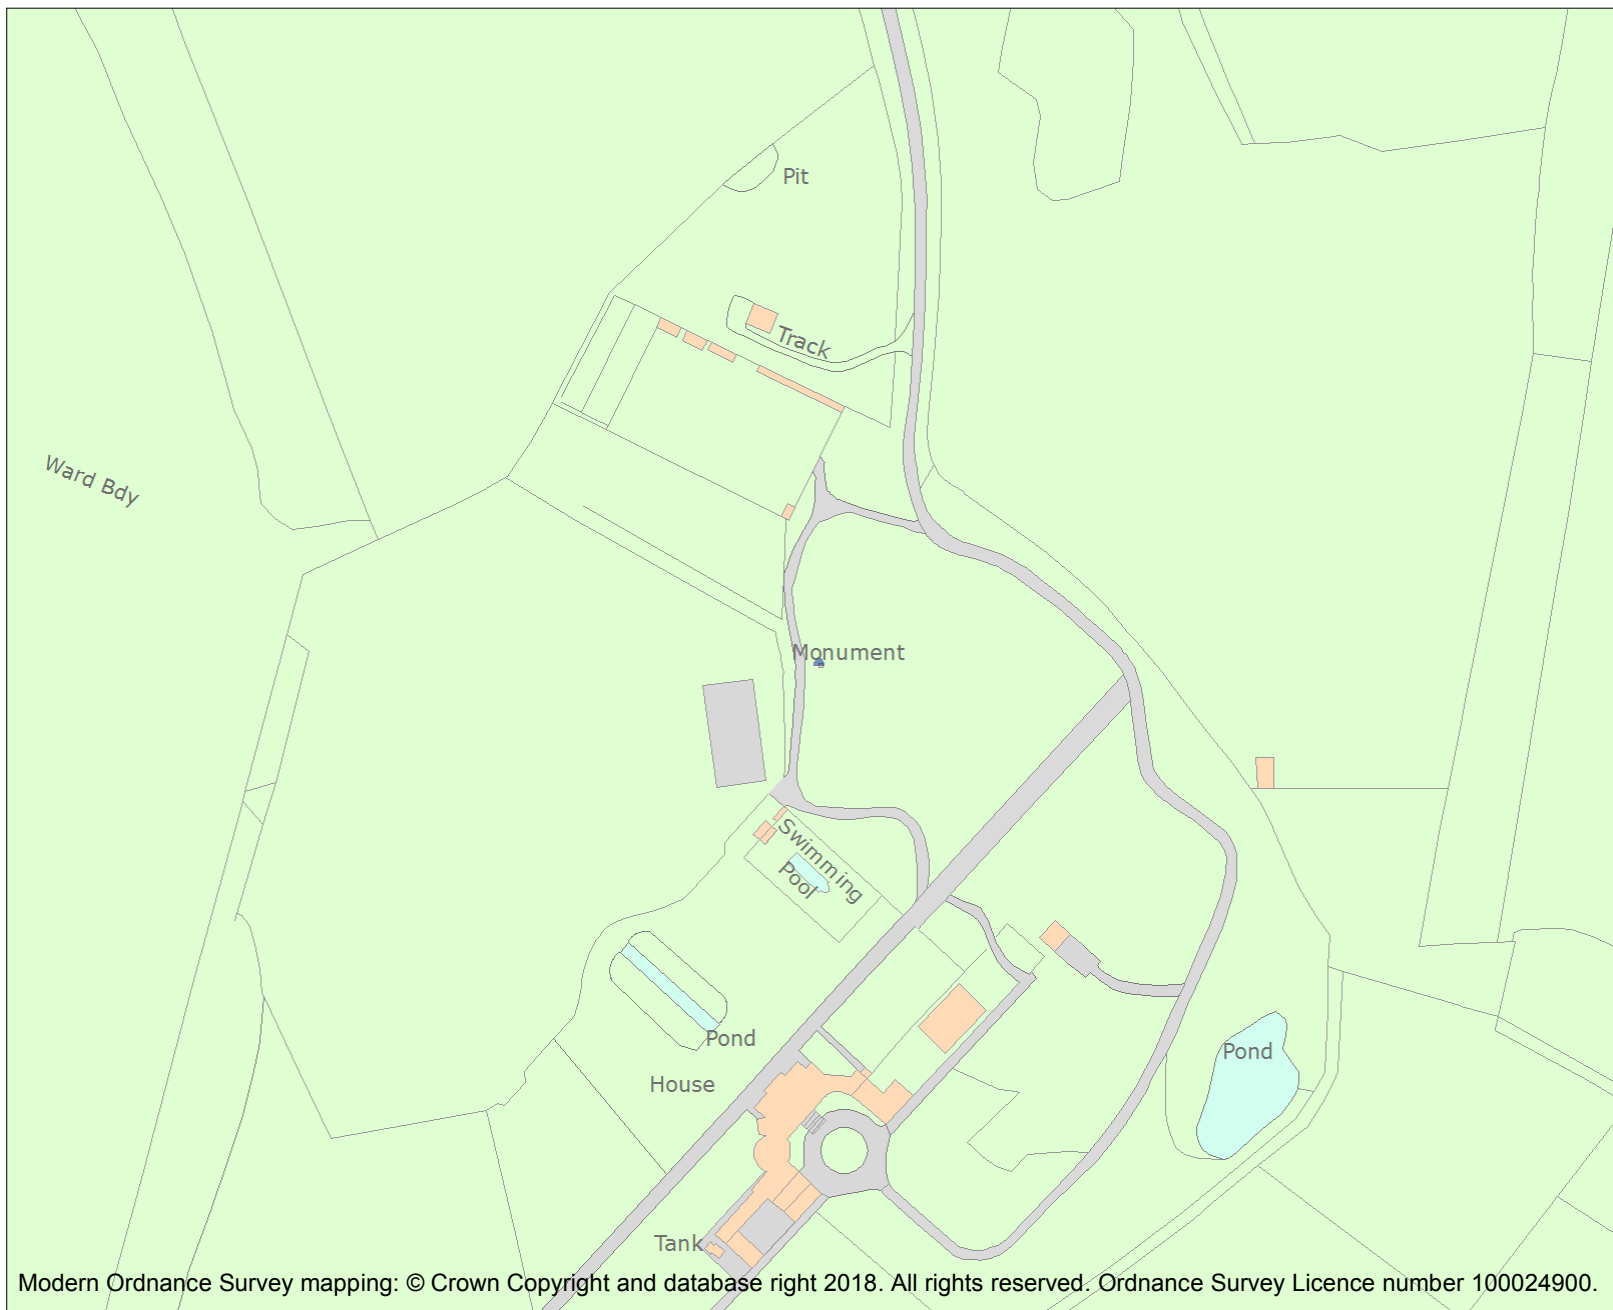 Pit
Track
Ward Bdy
Monument
Swimming
Pool
Pond
Pond
House
Tank
Modern Ordnance Survey mapping: © Crown Copyright and database right 2018. All rights reserved. Ordnance Survey Licence number 100024900.